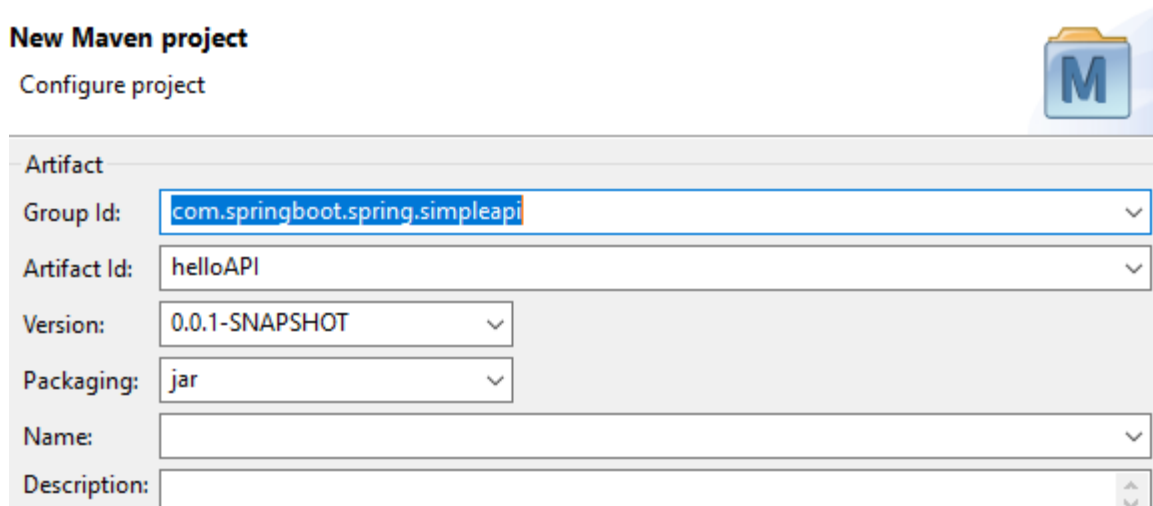 New Maven project
Configure project
M
Artifact
Group Id: com.springboot.spring.simpleapi
Artifact Id: helloAPI
Version: 0.0.1-SNAPSHOT
Packaging: jar
Name:
Description: